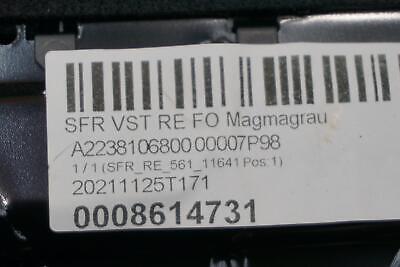 SFR VST RE FO Magmagrau
A2238106800 00007P98
1 / 1 (SFR_RE_561_11641 Pos:1)
20211125T171
0008614731